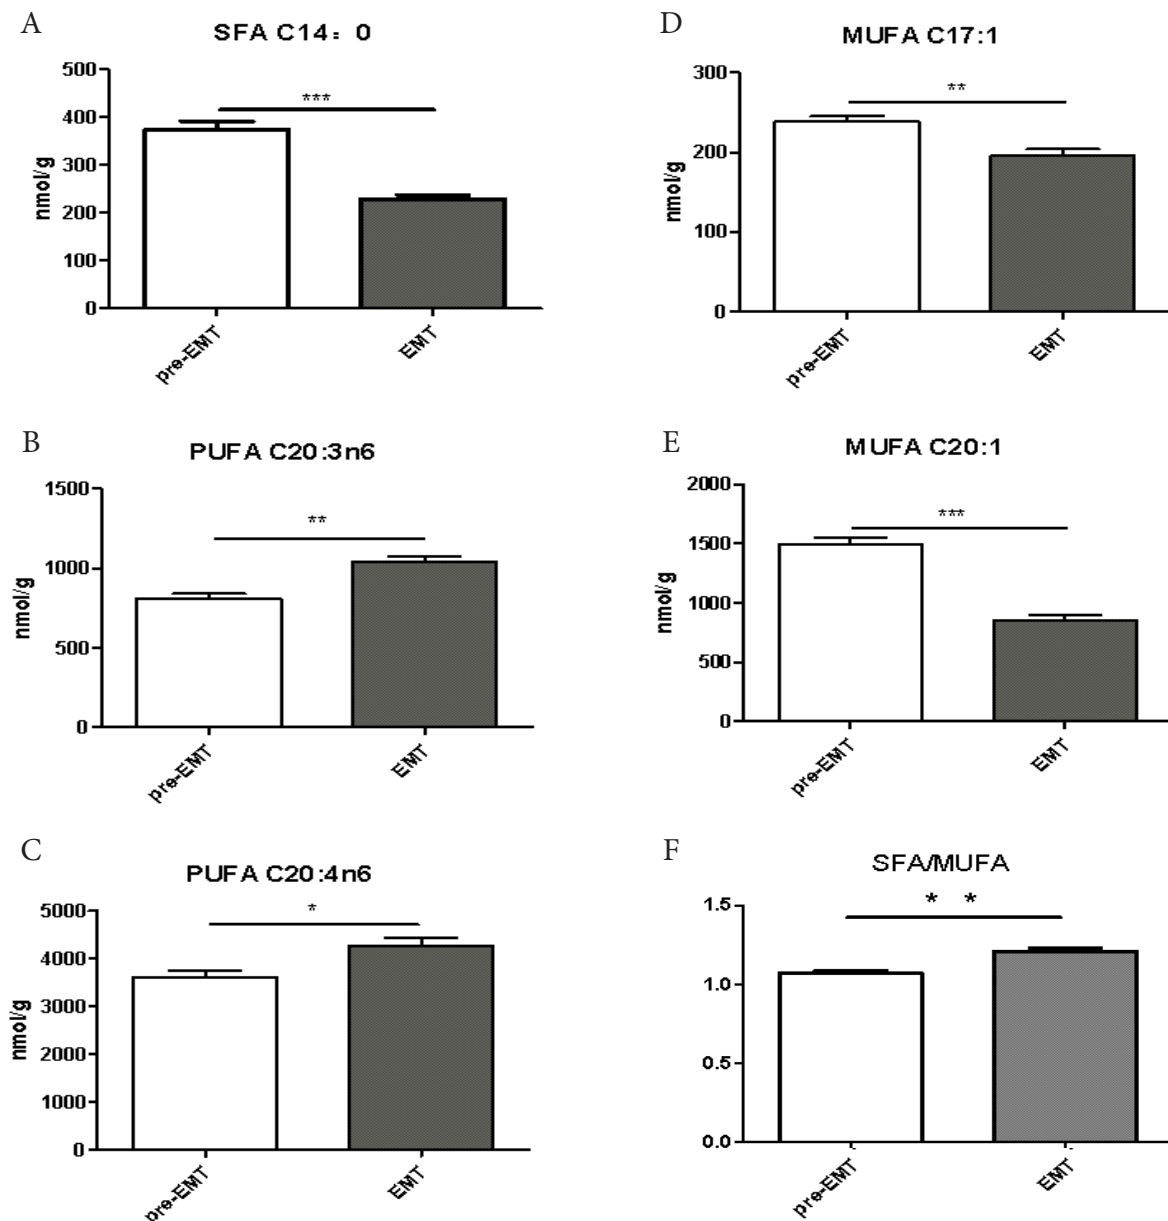 A
SFA C14: 0
500
400
300
200
100
0
nmol/g
***
pre-EMT
EMT
B
PUFA C20:3n6
1500
1000
500
0
nmol/g
**
pre-EMT
EMT
C
PUFA C20:4n6
5000
4000
3000
2000
1000
0
nmol/g
*
pre-EMT
EMT
D
MUFA C17:1
300
200
100
0
nmol/g
**
pre-EMT
EMT
E
MUFA C20:1
2000
1500
1000
500
0
nmol/g
***
pre-EMT
EMT
F
SFA/MUFA
1.5
1.0
0.5
0.0
* *
pre-EMT
EMT